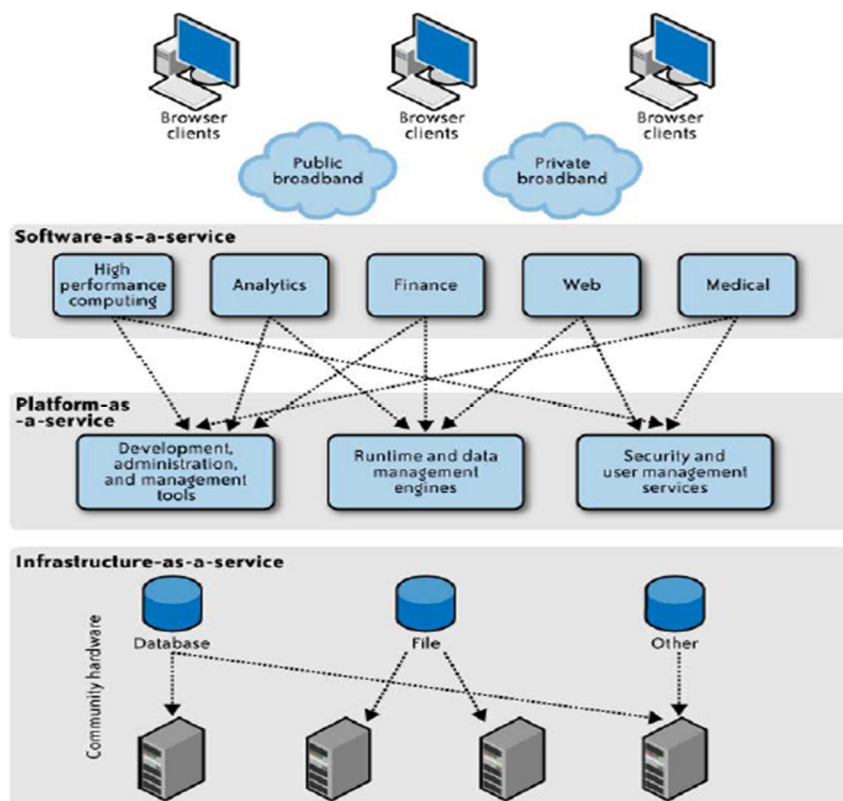 Browser
clients
Browser
clients
Browser
clients
Public
broadband
Private
broadband
Software-as-a-service
High
performance
computing
Analytics
Finance
Web
Medical
Platform-as
-a-service
Development,
administration,
and management
tools
Runtime and data
management
engines
Security and
user management
services
Infrastructure-as-a-service
Community hardware
Database
File
Other